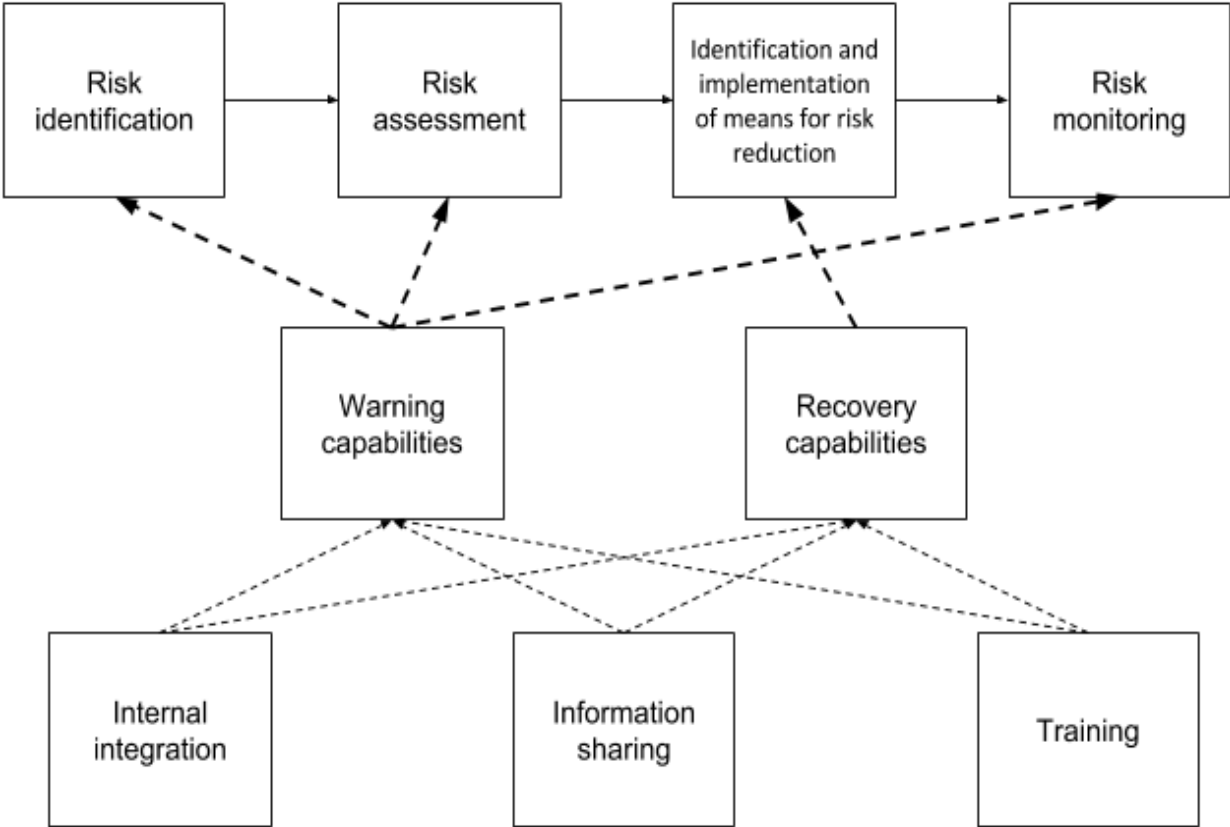 Risk
identification
Risk
assessment
Identification and
implementation
of means for risk
reduction
Risk
monitoring
Warning
capabilities
Recovery
capabilities
Internal
integration
Information
sharing
Training